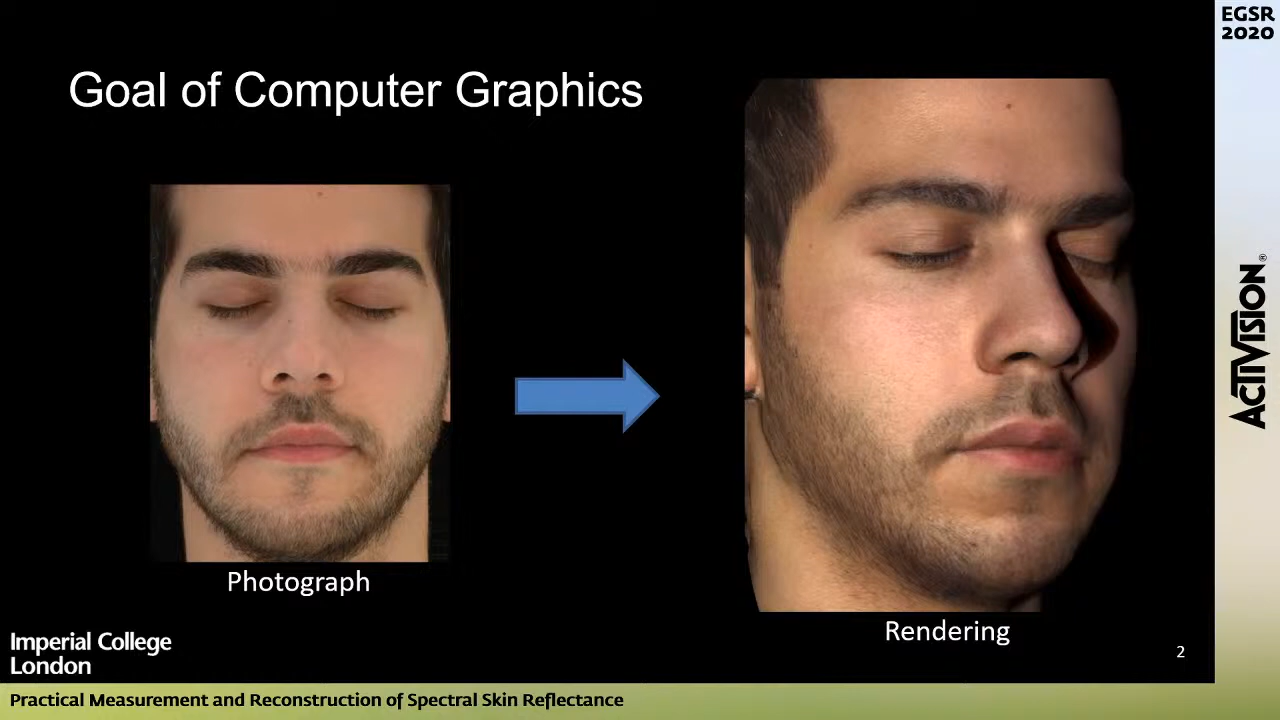 EGSR
2020
Goal of Computer Graphics
ACTIVISION®
Photograph
Rendering
Imperial College
London
2
Practical Measurement and Reconstruction of Spectral Skin Reflectance